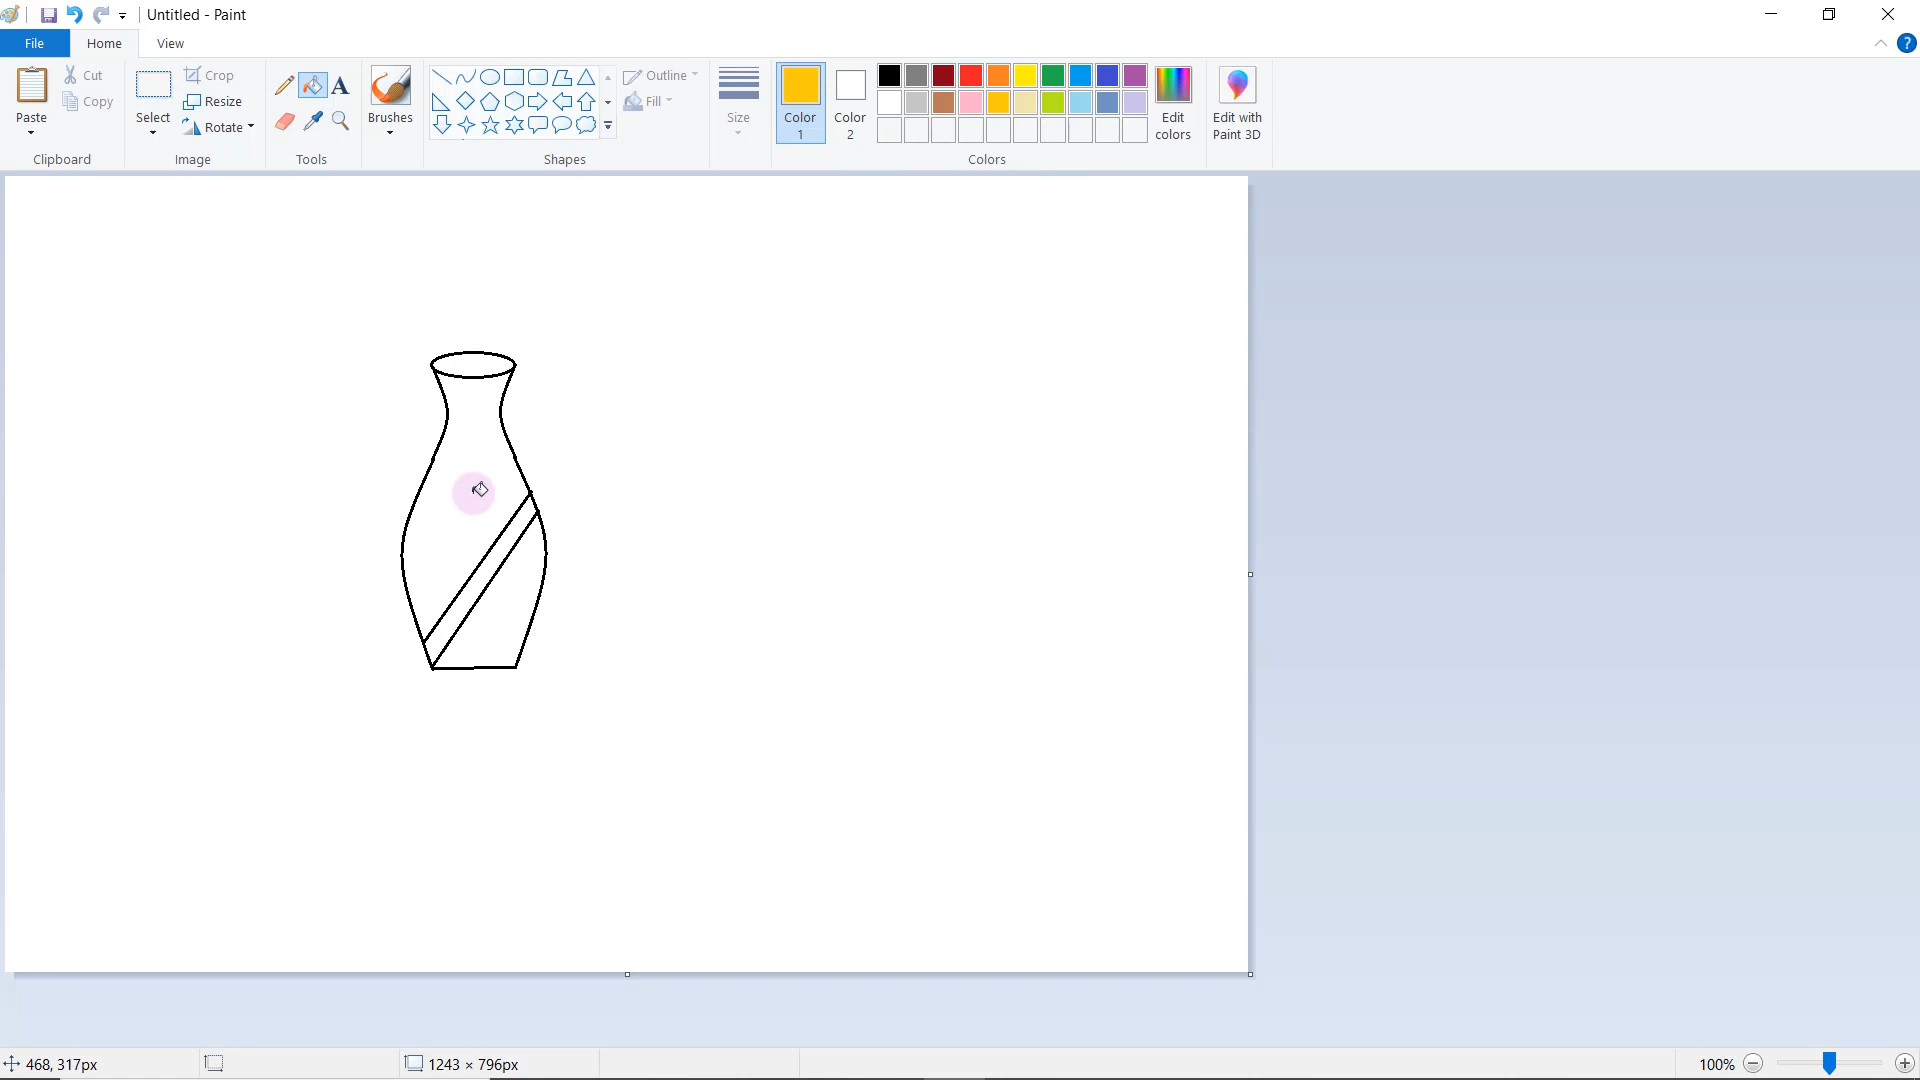 Untitled - Paint
File
Home
View
Paste
Cut
Copy
Clipboard
Select
Crop
Resize
Rotate
Image
A
Tools
Brushes
Outline
Fill
Shapes
Size
Color
1
Color
2
Edit
colors
Colors
Edit with
Paint 3D
?
468, 317px
1243 × 796px
100%